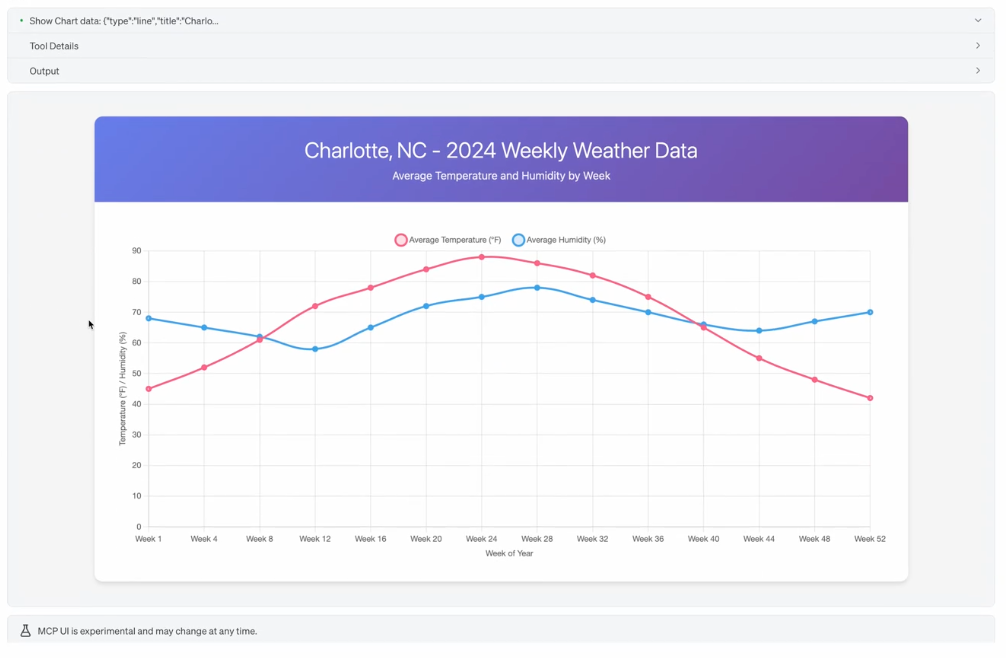 Show Chart data: {"type":"line","title":"Charlo...
Tool Details
Output
Charlotte, NC - 2024 Weekly Weather Data
Average Temperature and Humidity by Week
Average Temperature (°F) Average Humidity (%)
Temperature (°F) / Humidity (%)
90
80
70
60
50
40
30
20
10
0
Week 1 Week 4 Week 8 Week 12 Week 16 Week 20 Week 24 Week 28 Week 32 Week 36 Week 40 Week 44 Week 48 Week 52
Week of Year
MCP UI is experimental and may change at any time.